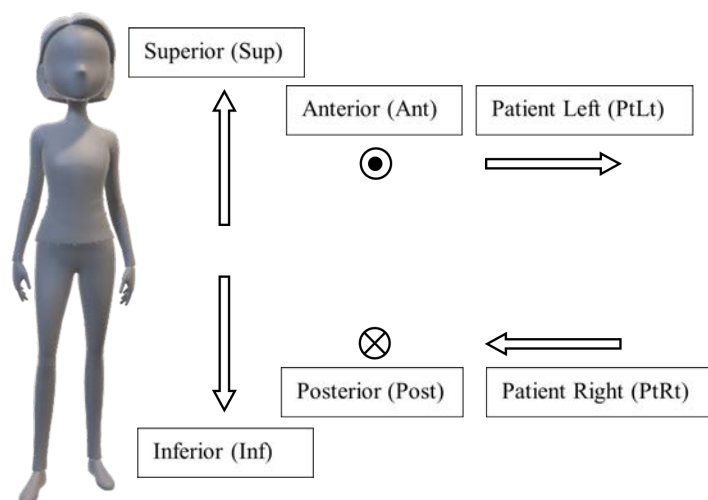 Superior (Sup)
Anterior (Ant)
Patient Left (PtLt)
Posterior (Post)
Patient Right (PtRt)
Inferior (Inf)